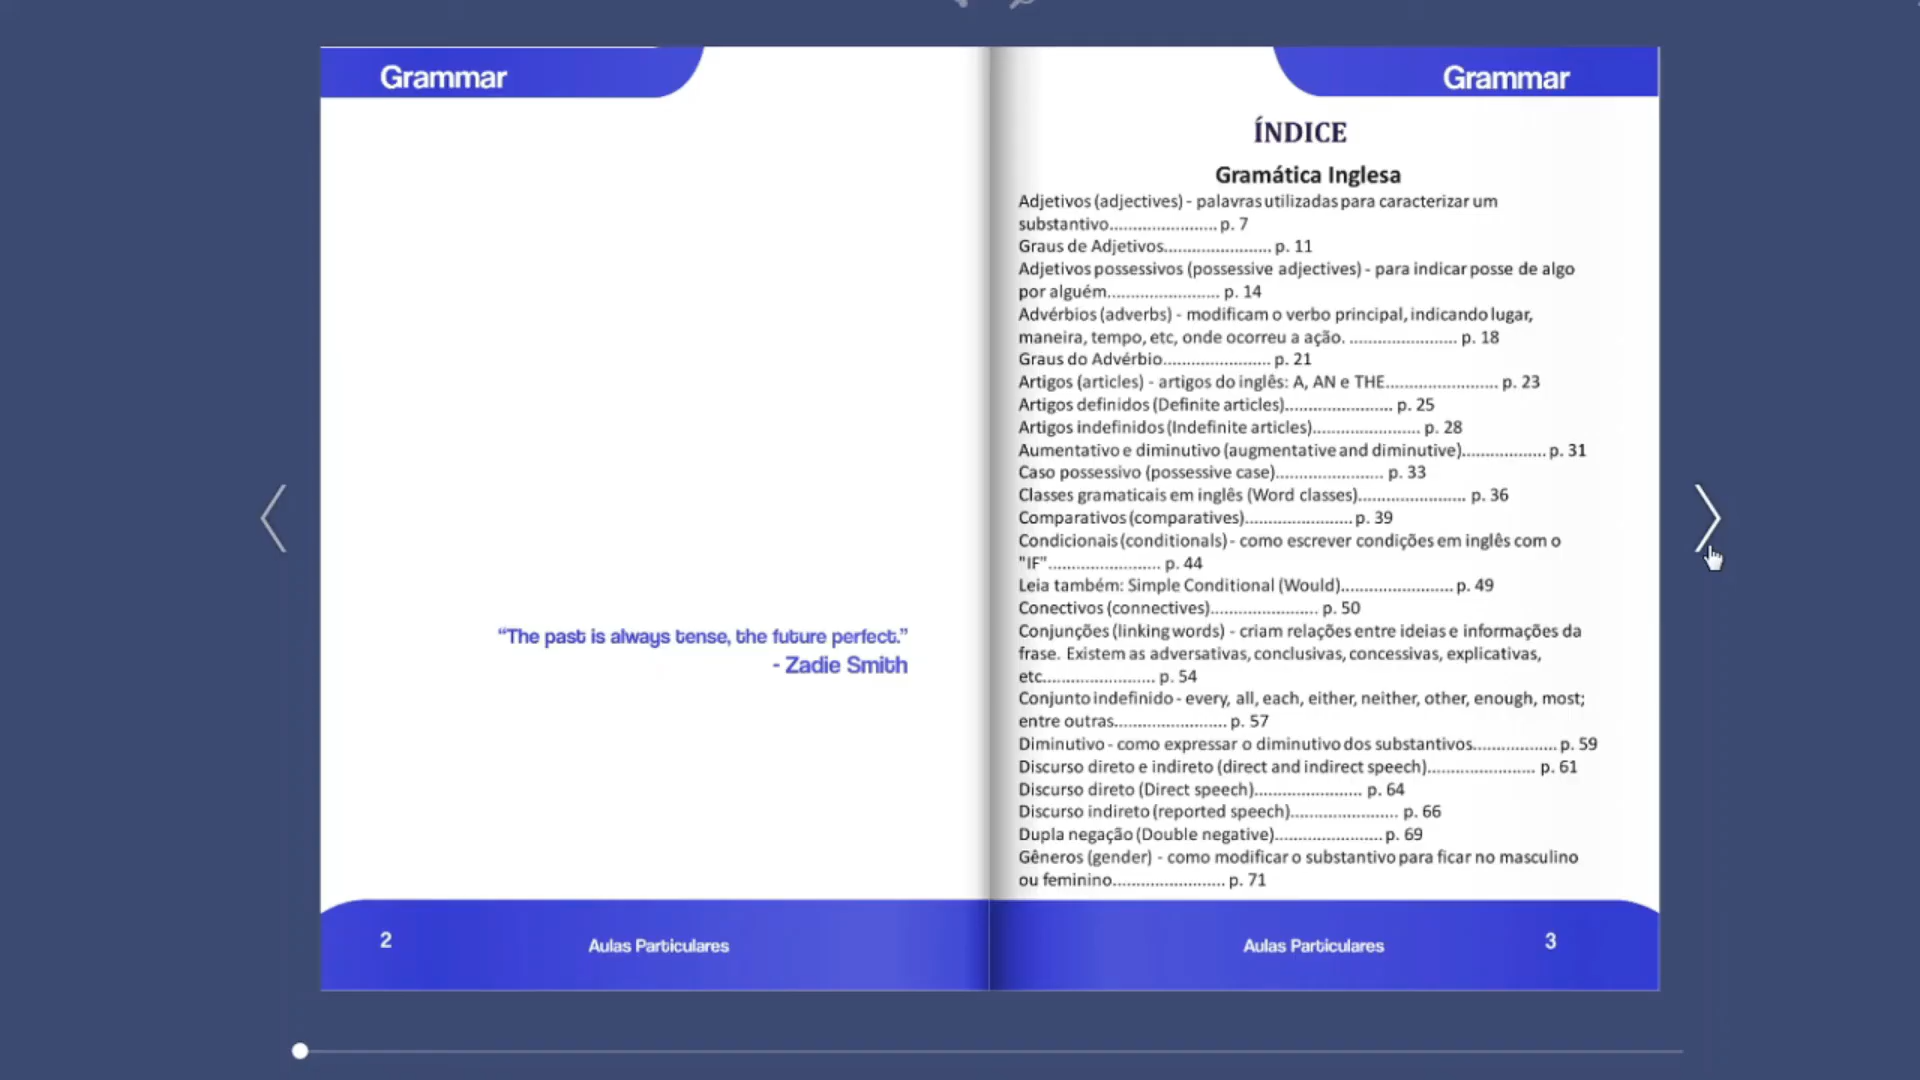 Grammar
“The past is always tense, the future perfect.”
- Zadie Smith
2
Aulas Particulares
Grammar
ÍNDICE
Gramática Inglesa
Adjetivos (adjectives) - palavras utilizadas para caracterizar um
substantivo....................... p. 7
Graus de Adjetivos....................... p. 11
Adjetivos possessivos (possessive adjectives) - para indicar posse de algo
por alguém........................ p. 14
Advérbios (adverbs) - modificam o verbo principal, indicando lugar,
maneira, tempo, etc, onde ocorreu a ação. ....................... p. 18
Graus do Advérbio....................... p. 21
Artigos (articles) - artigos do inglês: A, AN e THE........................ p. 23
Artigos definidos (Definite articles)....................... p. 25
Artigos indefinidos (Indefinite articles)....................... p. 28
Aumentativo e diminutivo (augmentative and diminutive).................. p. 31
Caso possessivo (possessive case)....................... p. 33
Classes gramaticais em inglês (Word classes)....................... p. 36
Comparativos (comparatives)....................... p. 39
Condicionais (conditionals) - como escrever condições em inglês com o
"IF"........................ p. 44
Leia também: Simple Conditional (Would)........................ p. 49
Conectivos (connectives)....................... p. 50
Conjunções (linking words) - criam relações entre ideias e informações da
frase. Existem as adversativas, conclusivas, concessivas, explicativas,
etc........................ p. 54
Conjunto indefinido - every, all, each, either, neither, other, enough, most;
entre outras........................ p. 57
Diminutivo - como expressar o diminutivo dos substantivos.................. p. 59
Discurso direto e indireto (direct and indirect speech)....................... p. 61
Discurso direto (Direct speech)....................... p. 64
Discurso indireto (reported speech)....................... p. 66
Dupla negação (Double negative)....................... p. 69
Gêneros (gender) - como modificar o substantivo para ficar no masculino
ou feminino........................ p. 71
Aulas Particulares
3